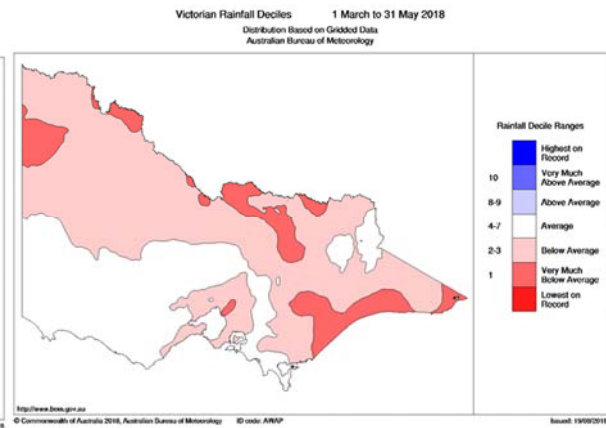 Victorian Rainfall Deciles 1 March to 31 May 2018
Distribution Based on Gridded Data
Australian Bureau of Meteorology
Rainfall Decile Ranges
Highest on
Record
10 Very Much
Above Average
8-9 Above Average
4-7 Average
2-3 Below Average
1 Very Much
Below Average
Lowest on
Record
http://www.bom.gov.au
© Commonwealth of Australia 2018, Australian Bureau of Meteorology ID code: AWAP